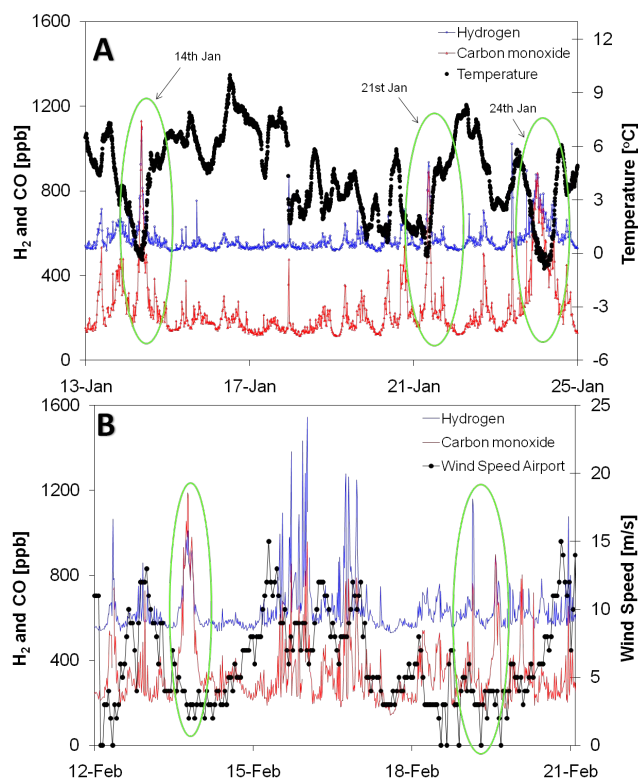 A
Hydrogen
Carbon monoxide
Temperature
14th Jan
21st Jan
24th Jan
1600
1200
800
400
0
H2 and CO [ppb]
12
9
6
3
0
-3
-6
Temperature [°C]
13-Jan 17-Jan 21-Jan 25-Jan
B
Hydrogen
Carbon monoxide
Wind Speed Airport
1600
1200
800
400
0
H2 and CO [ppb]
25
20
15
10
5
0
Wind Speed [m/s]
12-Feb 15-Feb 18-Feb 21-Feb